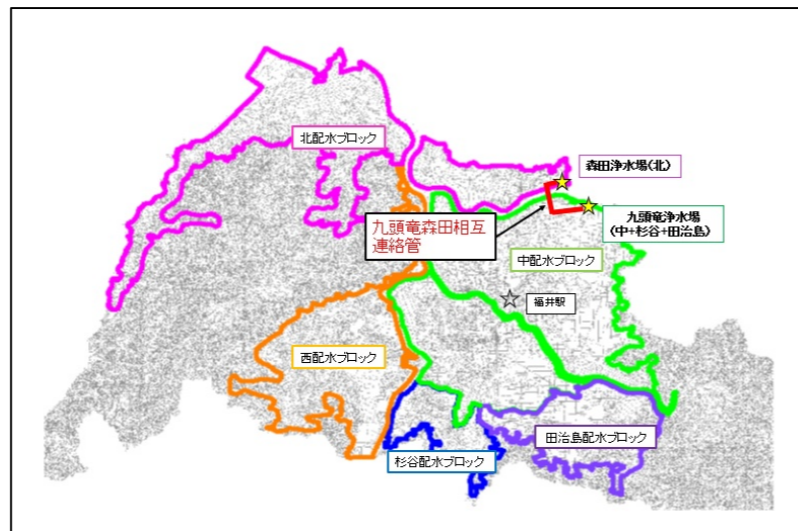 北配水ブロック
森田浄水場(北)
九頭竜森田相互
連絡管
九頭竜浄水場
(中+杉谷+田治島)
中配水ブロック
福井駅
西配水ブロック
田治島配水ブロック
杉谷配水ブロック